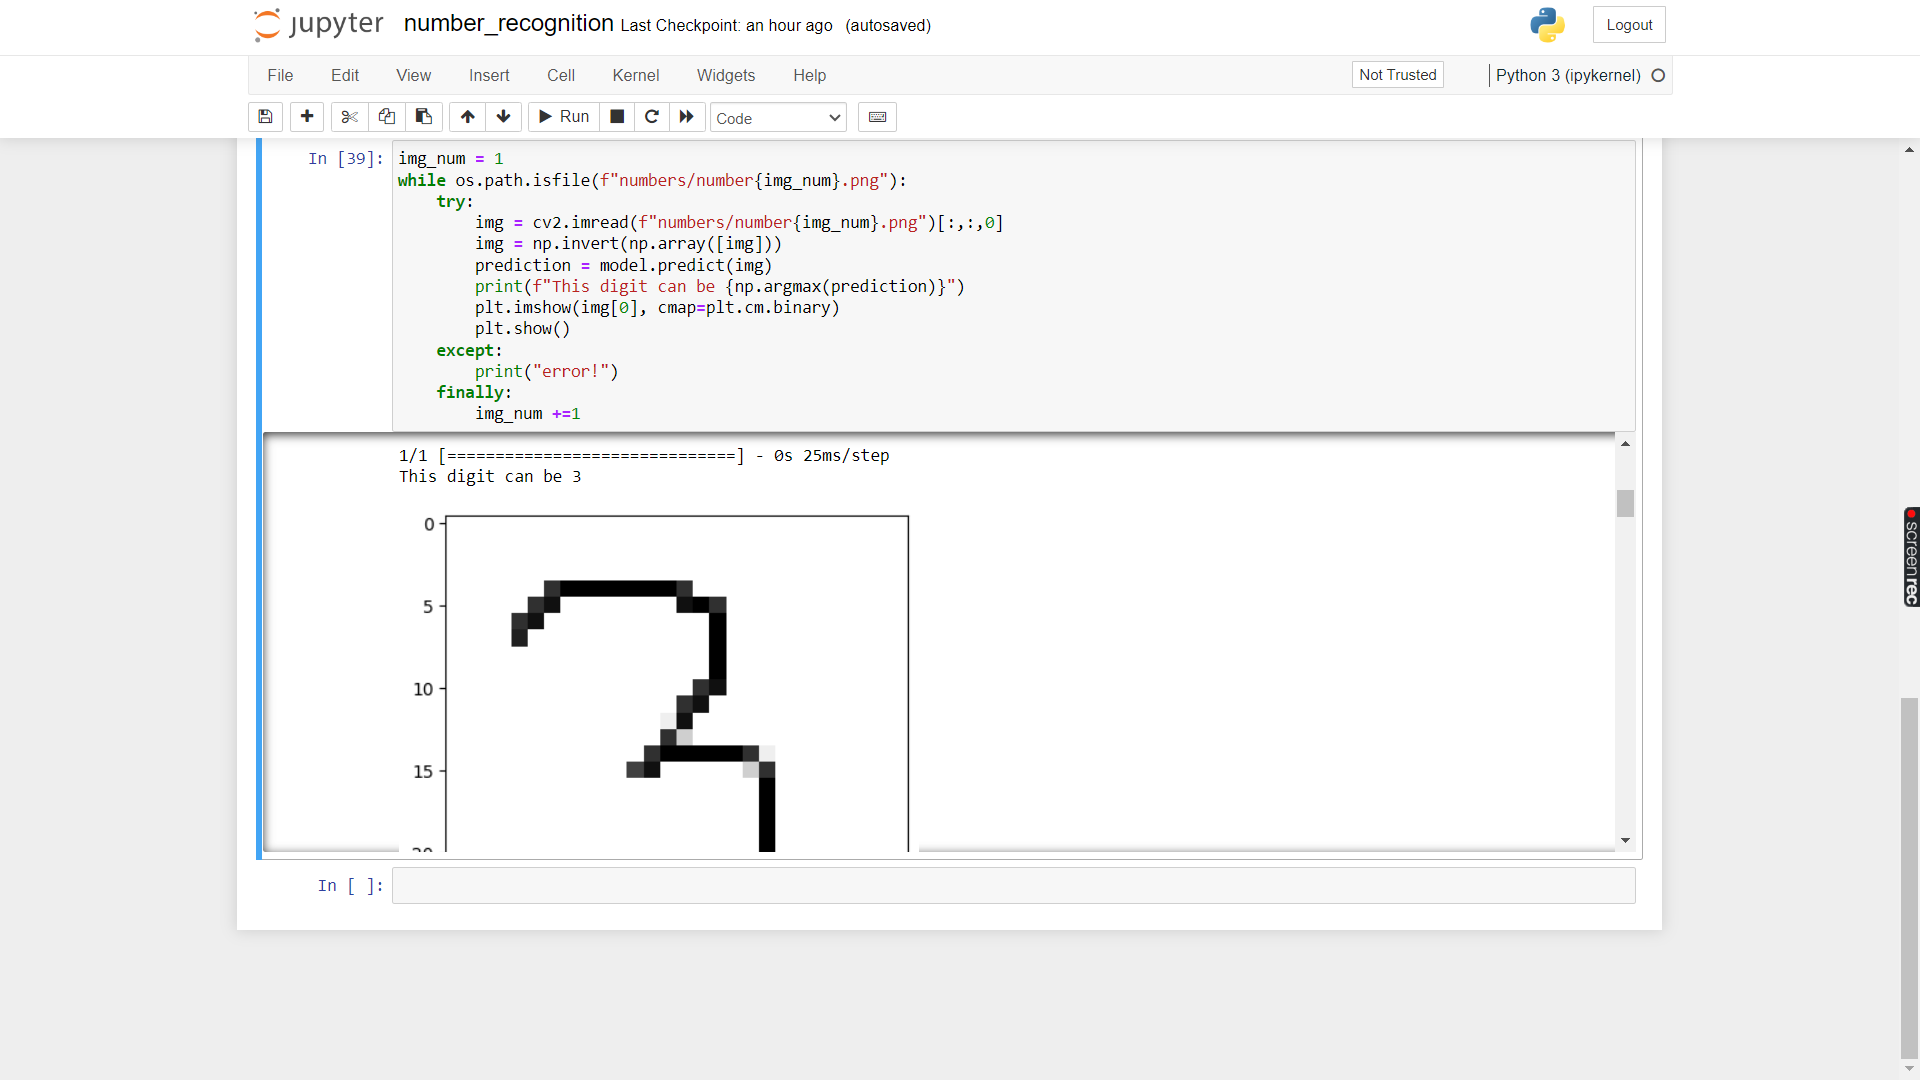 jupyter number_recognition Last Checkpoint: an hour ago (autosaved) Logout
File Edit View Insert Cell Kernel Widgets Help Not Trusted Python 3 (ipykernel)
Run Code
In [39]: img_num = 1
while os.path.isfile(f"numbers/number{img_num}.png"):
    try:
        img = cv2.imread(f"numbers/number{img_num}.png")[:,:,0]
        img = np.invert(np.array([img]))
        prediction = model.predict(img)
        print(f"This digit can be {np.argmax(prediction)}")
        plt.imshow(img[0], cmap=plt.cm.binary)
        plt.show()
    except:
        print("error!")
    finally:
        img_num +=1
1/1 [==============================] - 0s 25ms/step
This digit can be 3
0
5
10
15
20
In [ ]:
screenrec